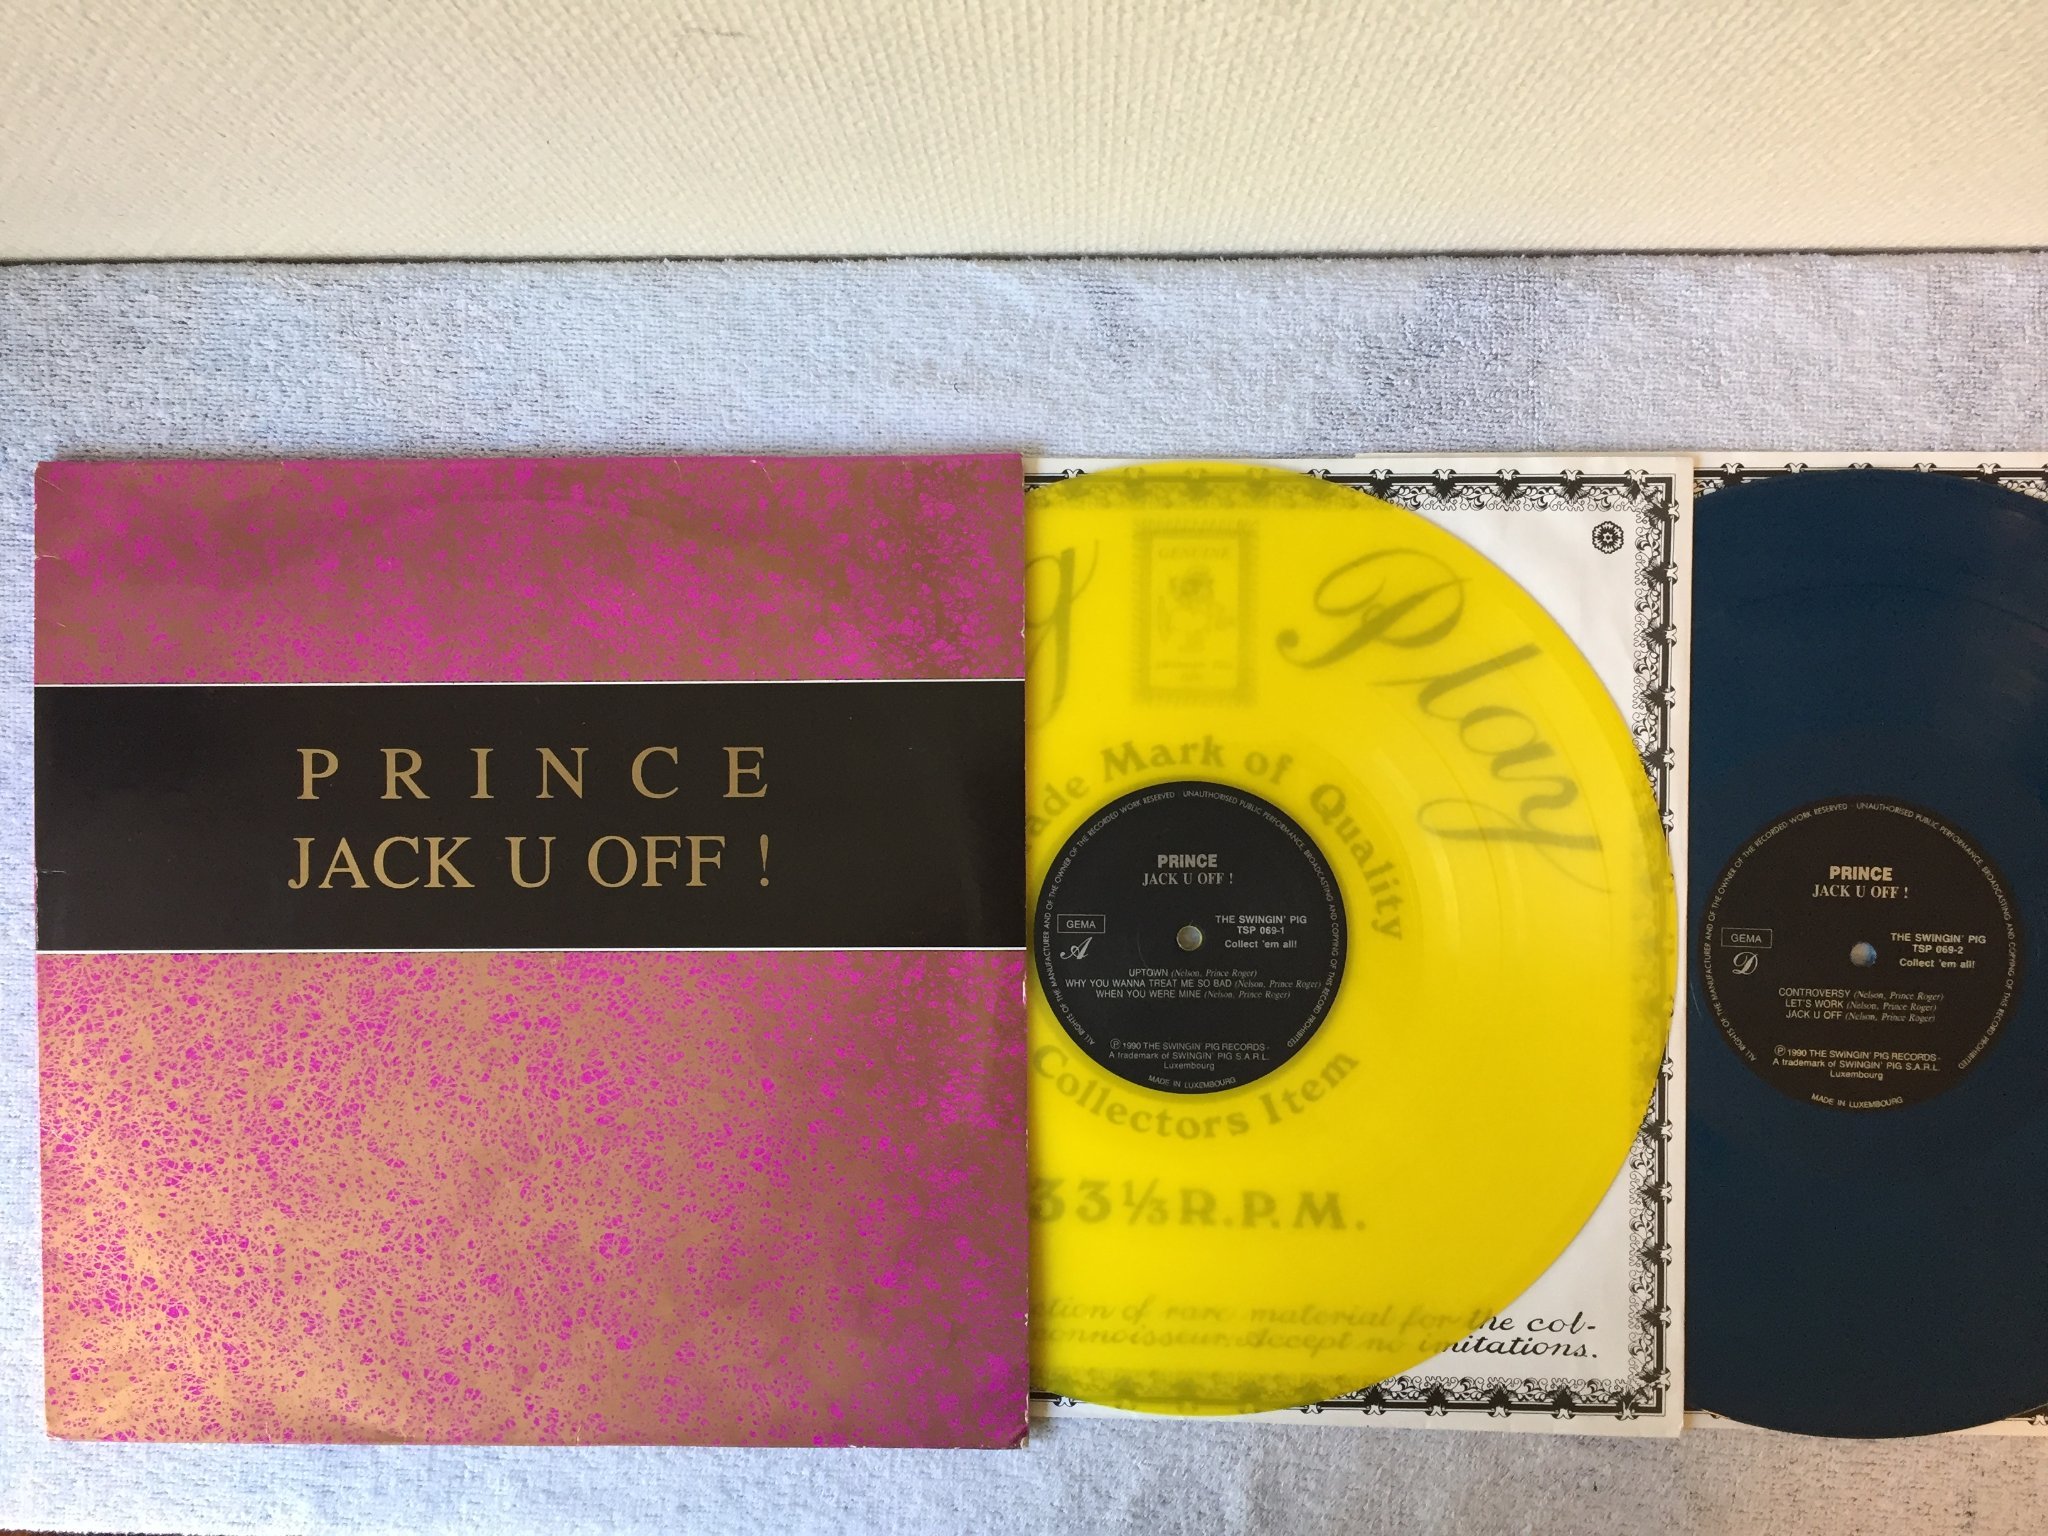 PRINCE
JACK U OFF !
g Play
GENUINE
ade Mark of Quality
Collectors Item
33 1/3 R.P.M.
tion of rare material for the col-
connoisseur. Accept no imitations.
ALL RIGHTS OF THE MANUFACTURER AND OF THE OWNER OF THE RECORDED WORK RESERVED · UNAUTHORISED PUBLIC PERFORMANCE, BROADCASTING AND COPYING OF THIS RECORD PROHIBITED
PRINCE
JACK U OFF !
GEMA
A
THE SWINGIN' PIG
TSP 069-1
Collect 'em all!
UPTOWN (Nelson, Prince Roger)
WHY YOU WANNA TREAT ME SO BAD (Nelson, Prince Roger)
WHEN YOU WERE MINE (Nelson, Prince Roger)
Ⓟ 1990 THE SWINGIN' PIG RECORDS -
A trademark of SWINGIN' PIG S.A.R.L.
Luxembourg
MADE IN LUXEMBOURG
ALL RIGHTS OF THE MANUFACTURER AND OF THE OWNER OF THE RECORDED WORK RESERVED · UNAUTHORISED PUBLIC PERFORMANCE, BROADCASTING AND COPYING OF THIS RECORD PROHIBITED
PRINCE
JACK U OFF !
GEMA
D
THE SWINGIN' PIG
TSP 069-2
Collect 'em all!
CONTROVERSY (Nelson, Prince Roger)
LET'S WORK (Nelson, Prince Roger)
JACK U OFF (Nelson, Prince Roger)
Ⓟ 1990 THE SWINGIN' PIG RECORDS -
A trademark of SWINGIN' PIG S.A.R.L.
Luxembourg
MADE IN LUXEMBOURG